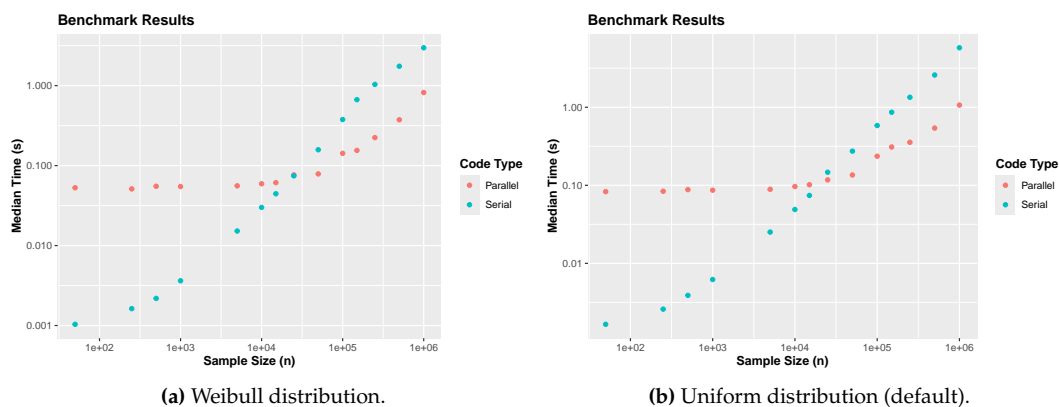 Benchmark Results
1.000
0.100
0.010
0.001
Median Time (s)
1e+02 1e+03 1e+04 1e+05 1e+06
Sample Size (n)
Code Type
Parallel
Serial
(a) Weibull distribution.
Benchmark Results
1.00
0.10
0.01
Median Time (s)
1e+02 1e+03 1e+04 1e+05 1e+06
Sample Size (n)
Code Type
Parallel
Serial
(b) Uniform distribution (default).